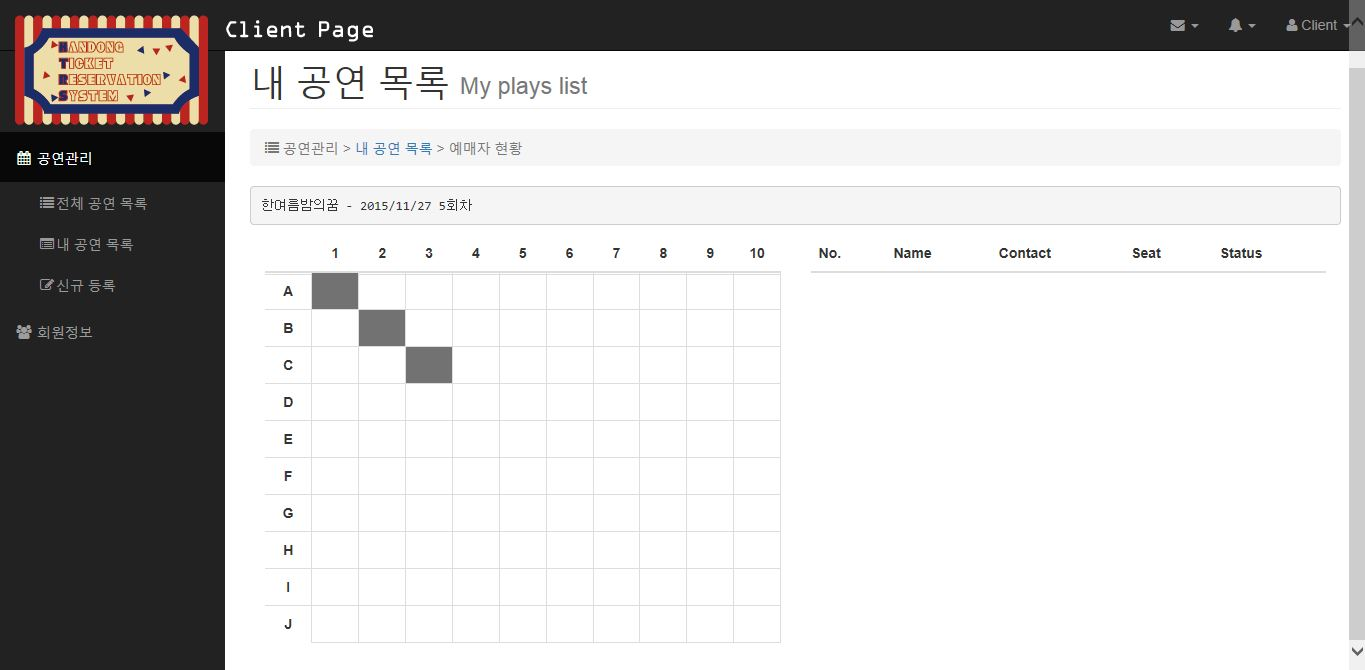 HANDONG
TICKET
RESERVATION
SYSTEM
Client Page
Client
공연관리
전체 공연 목록
내 공연 목록
신규 등록
회원정보
내 공연 목록 My plays list
공연관리 > 내 공연 목록 > 예매자 현황
한여름밤의꿈 - 2015/11/27 5회차
1 2 3 4 5 6 7 8 9 10
A
B
C
D
E
F
G
H
I
J
No. Name Contact Seat Status